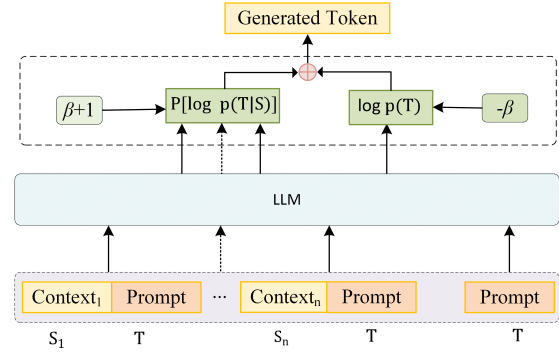 Generated Token
β+1 P[log p(T|S)] log p(T) -β
LLM
Context₁ Prompt ... Contextₙ Prompt Prompt
S₁ T Sₙ T T